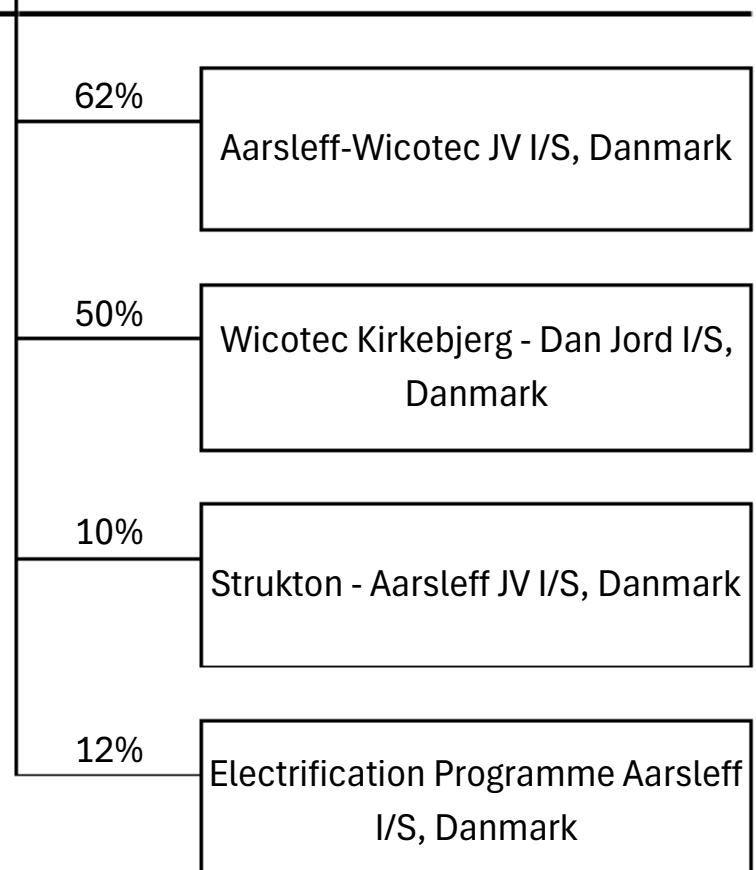 62%
Aarsleff-Wicotec JV I/S, Danmark
50%
Wicotec Kirkebjerg - Dan Jord I/S,
Danmark
10%
Strukton - Aarsleff JV I/S, Danmark
12%
Electrification Programme Aarsleff
I/S, Danmark